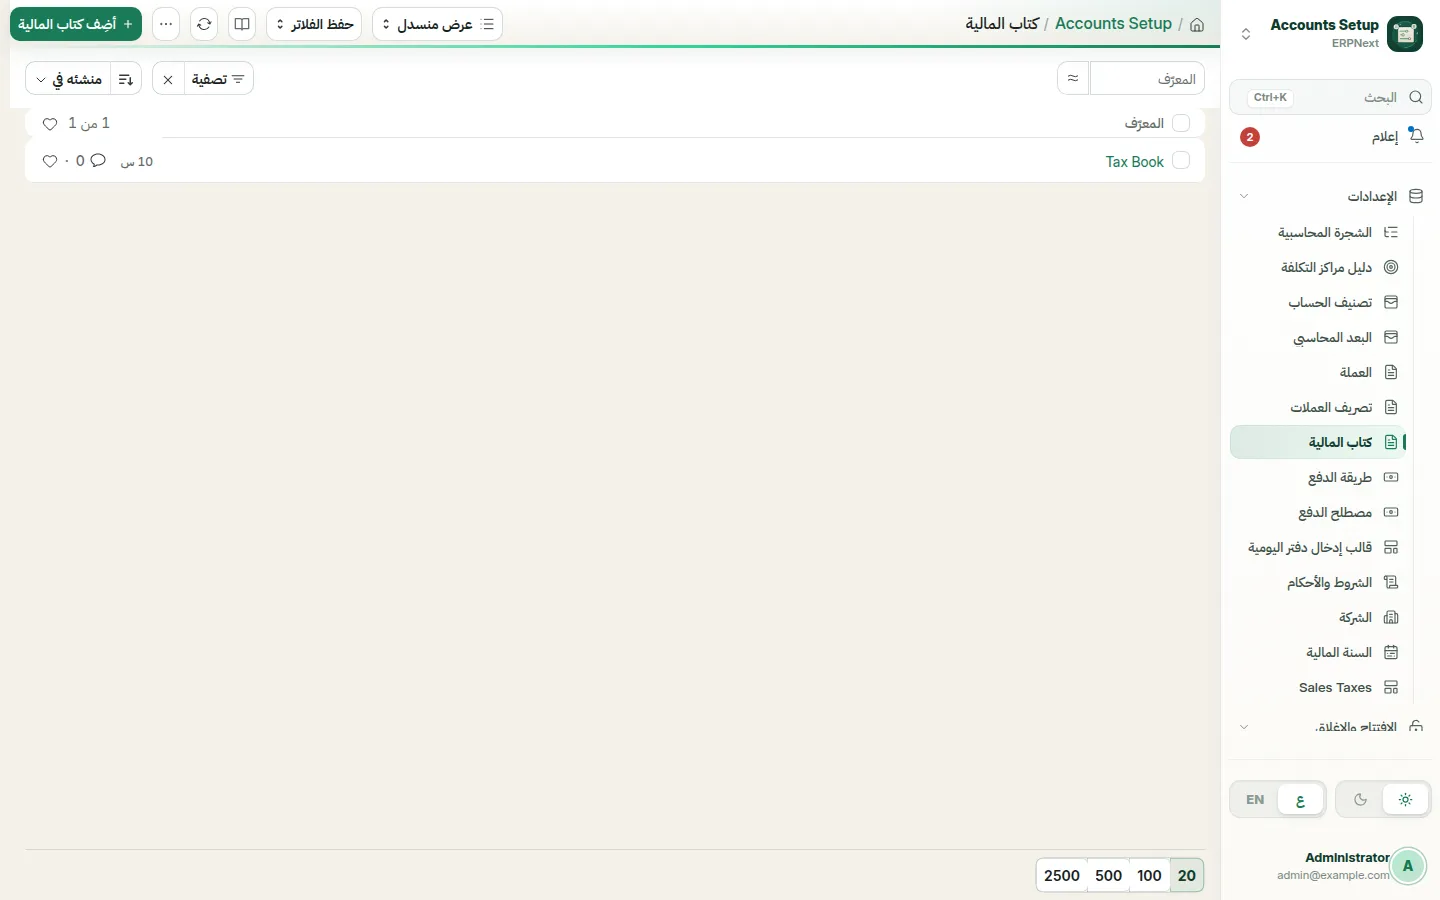 Accounts Setup
ERPNext
البحث Ctrl+K
إعلام 2
الإعدادات
الشجرة المحاسبية
دليل مراكز التكلفة
تصنيف الحساب
البعد المحاسبي
العملة
تصريف العملات
كتاب المالية
طريقة الدفع
مصطلح الدفع
قالب إدخال دفتر اليومية
الشروط والأحكام
الشركة
السنة المالية
Sales Taxes
الافتتاح والإغلاق
ع EN
A Administrator
admin@example.com
/ Accounts Setup / كتاب المالية
عرض منسدل
حفظ الفلاتر
...
+ أضِف كتاب المالية
المعرّف ≈
تصفية ×
منشئه في
المعرّف
1 من 1
Tax Book
10 س 0 ·
20 100 500 2500